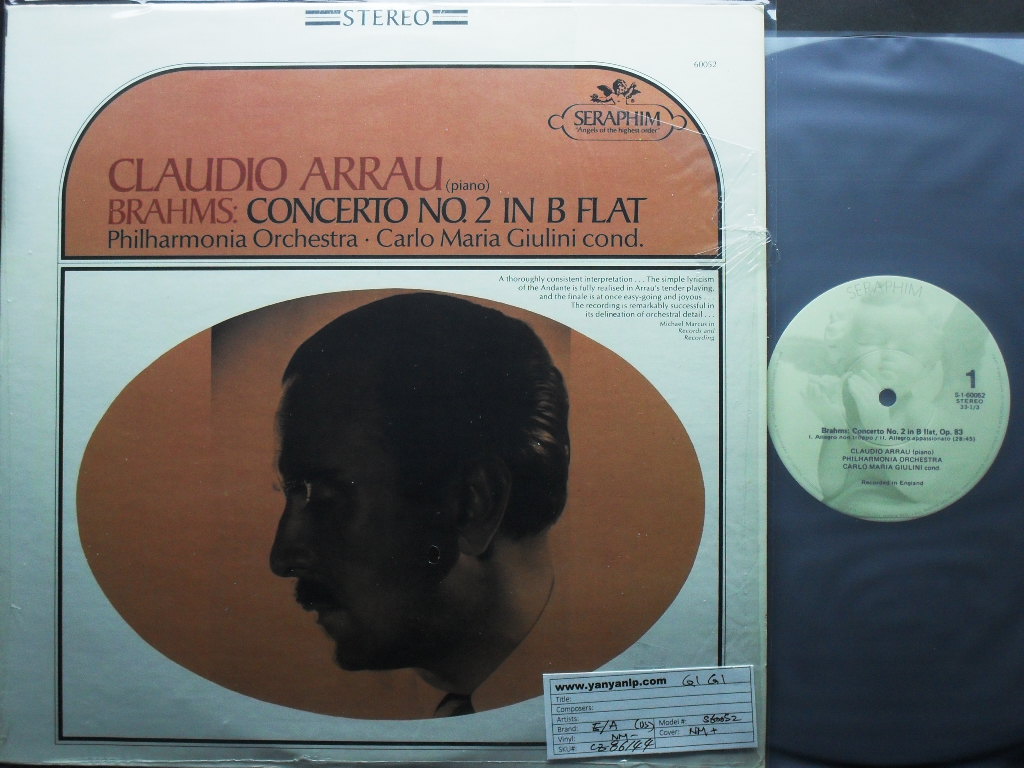 STEREO
60052
SERAPHIM
"Angels of the highest order"
CLAUDIO ARRAU (piano)
BRAHMS: CONCERTO NO. 2 IN B FLAT
Philharmonia Orchestra · Carlo Maria Giulini cond.
A thoroughly consistent interpretation . . . The simple lyricism
of the Andante is fully realised in Arrau's tender playing,
and the finale is at once easy-going and joyous . . .
The recording is remarkably successful in
its delineation of orchestral detail . . .
Michael Marcus in
Records and
Recording
www.yanyanlp.com G1 G1
Title:
Composers:
Artists:
Brand: E/A (US) Model #: S60052
Vinyl: NM- Cover: NM+
SKU#: CZ86144
SERAPHIM
1
S-1-60052
STEREO
33-1/3
Brahms: Concerto No. 2 in B flat, Op. 83
I. Allegro non troppo / II. Allegro appassionato (26:45)
CLAUDIO ARRAU (piano)
PHILHARMONIA ORCHESTRA
CARLO MARIA GIULINI cond.
Recorded in England